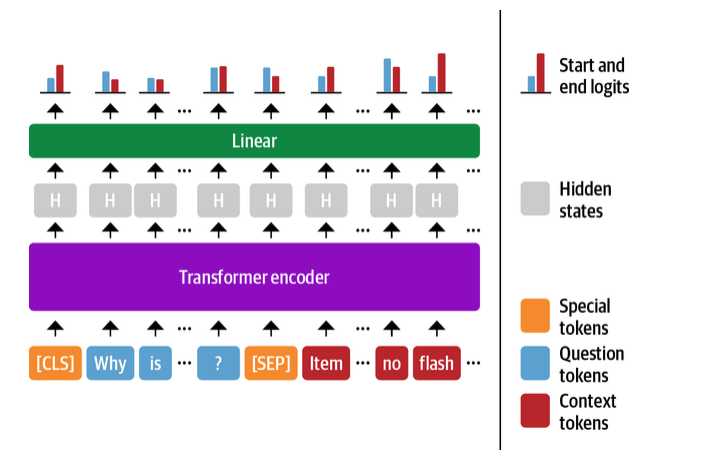 Linear
H H H ... H H H ... H H ...
Transformer encoder
[CLS] Why is ... ? [SEP] Item ... no flash ...
Start and
end logits
Hidden
states
Special
tokens
Question
tokens
Context
tokens